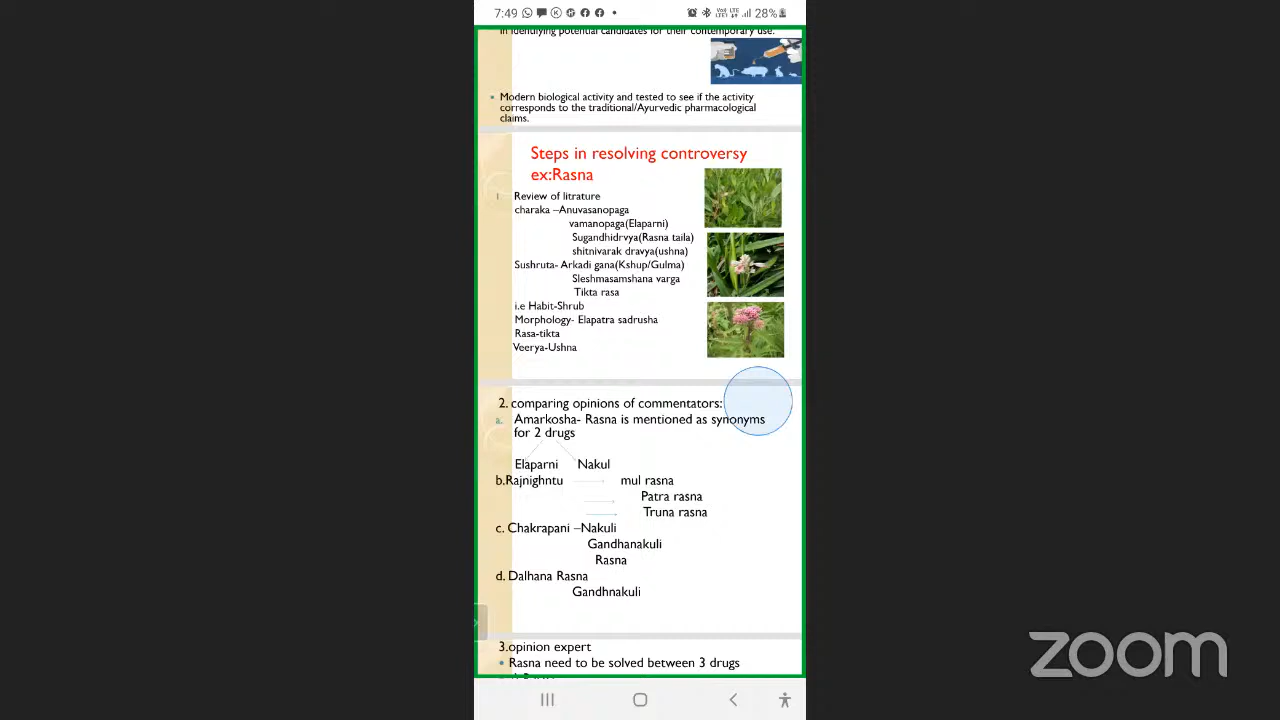 7:49
28%
in identifying potential candidates for their contemporary use.
Modern biological activity and tested to see if the activity
corresponds to the traditional/Ayurvedic pharmacological
claims.
Steps in resolving controversy
ex:Rasna
1 Review of litrature
charaka –Anuvasanopaga
vamanopaga(Elaparni)
Sugandhidrvya(Rasna taila)
shitnivarak dravya(ushna)
Sushruta- Arkadi gana(Kshup/Gulma)
Sleshmasamshana varga
Tikta rasa
i.e Habit-Shrub
Morphology- Elapatra sadrusha
Rasa-tikta
Veerya-Ushna
2. comparing opinions of commentators:
a. Amarkosha- Rasna is mentioned as synonyms
for 2 drugs
Elaparni Nakul
b.Rajnighntu mul rasna
Patra rasna
Truna rasna
c. Chakrapani –Nakuli
Gandhanakuli
Rasna
d. Dalhana Rasna
Gandhnakuli
3.opinion expert
Rasna need to be solved between 3 drugs
zoom